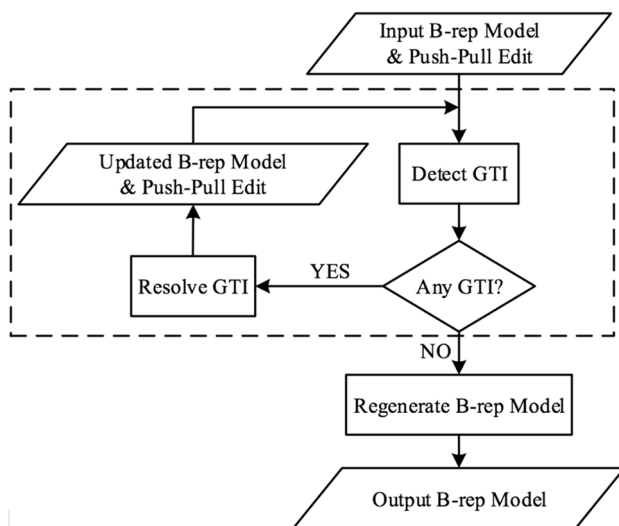 Input B-rep Model
& Push-Pull Edit
Updated B-rep Model
& Push-Pull Edit
Detect GTI
Resolve GTI
YES
Any GTI?
NO
Regenerate B-rep Model
Output B-rep Model